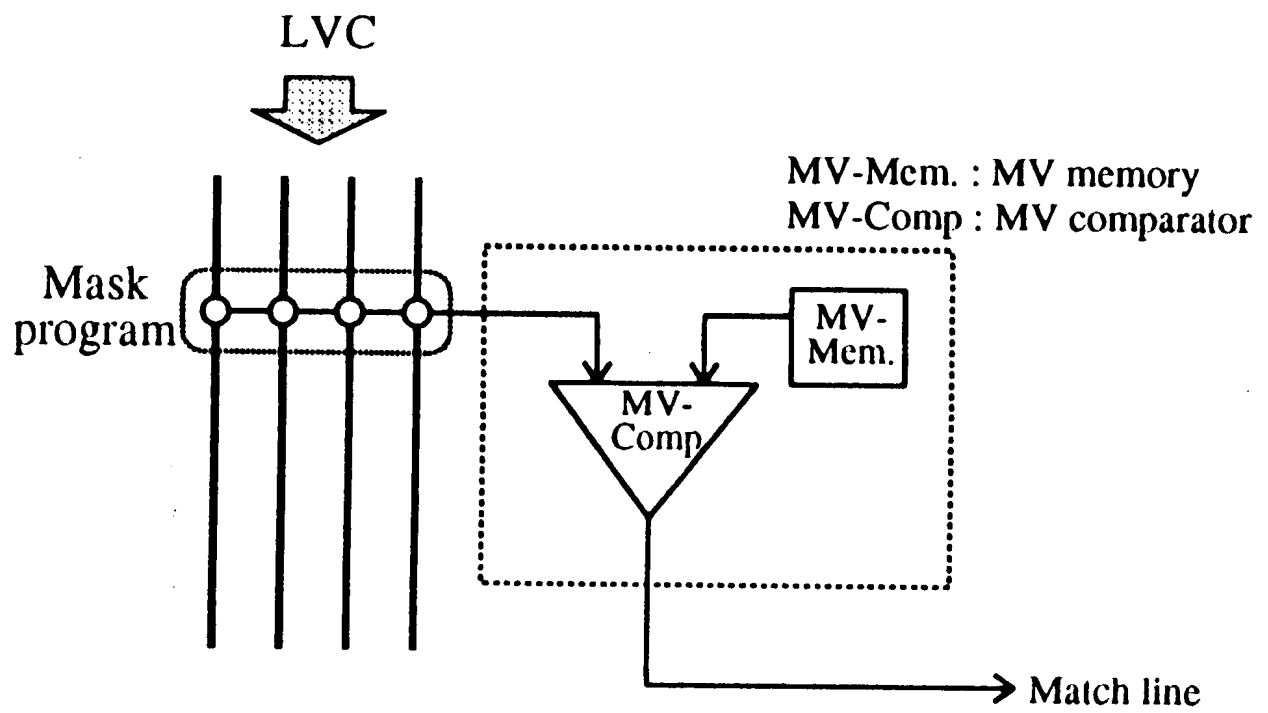 LVC
MV-Mem. : MV memory
MV-Comp : MV comparator
Mask
program
MV-
Mem.
MV-
Comp
Match line